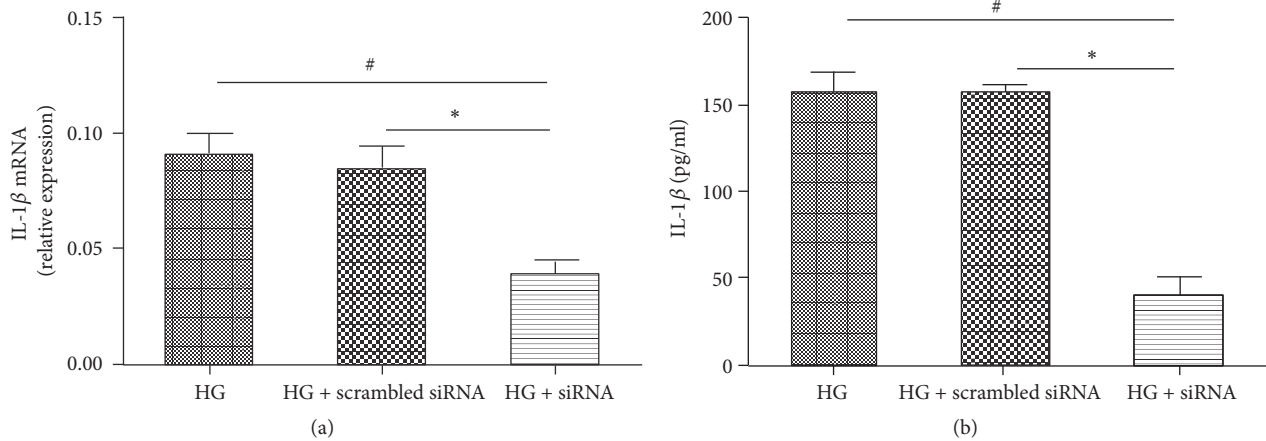 IL-1β mRNA
(relative expression)
0.15
0.10
0.05
0.00
#
*
HG
HG + scrambled siRNA
HG + siRNA
(a)
IL-1β (pg/ml)
200
150
100
50
0
#
*
HG
HG + scrambled siRNA
HG + siRNA
(b)